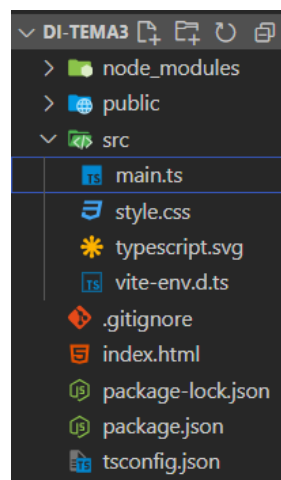 DI-TEMA3
node_modules
public
src
TS main.ts
style.css
typescript.svg
TS vite-env.d.ts
.gitignore
index.html
package-lock.json
package.json
tsconfig.json